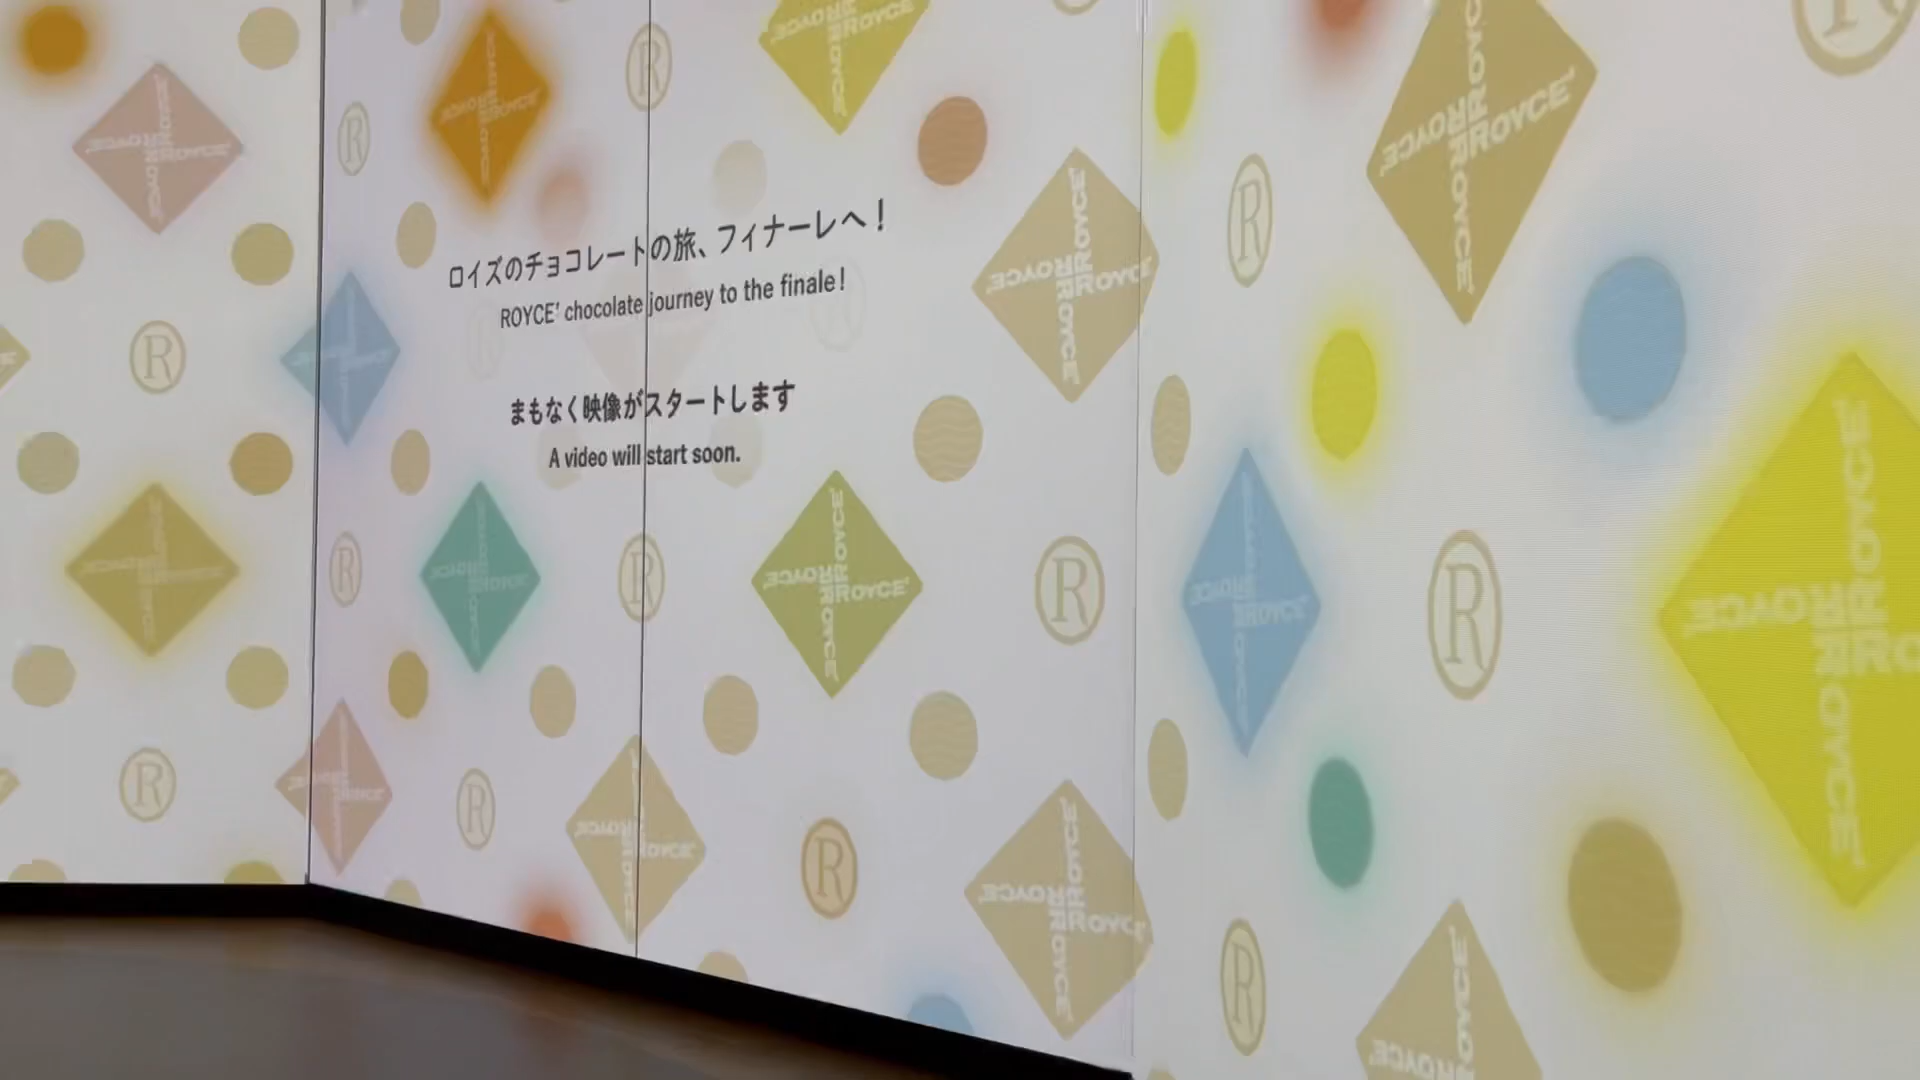 ロイズのチョコレートの旅、フィナーレへ！
ROYCE' chocolate journey to the finale!
まもなく映像がスタートします
A video will start soon.
ROYCE'
R